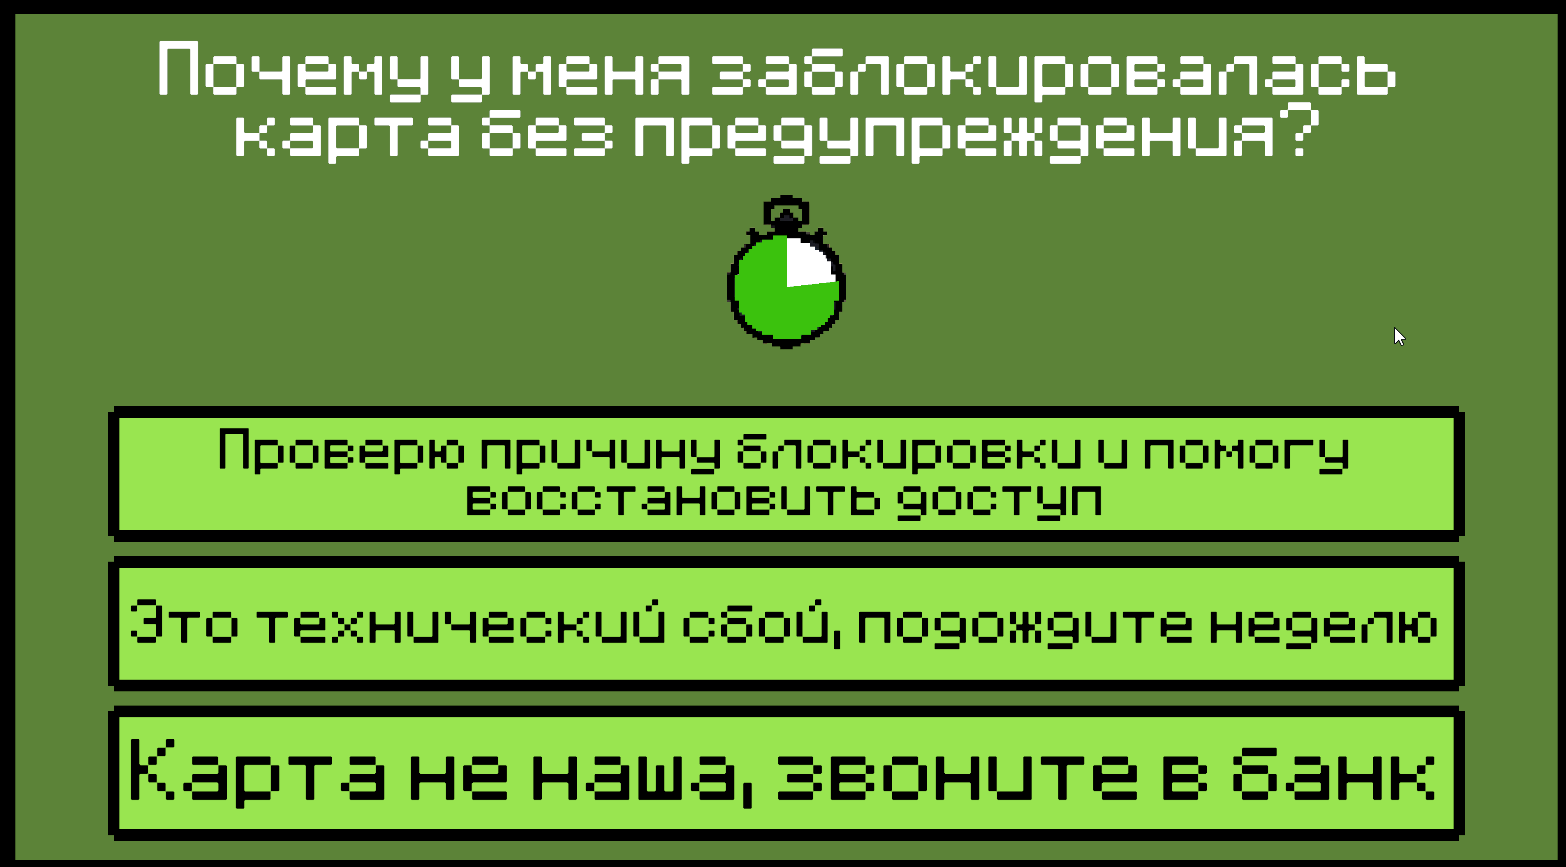 Почему у меня заблокировалась
карта без предупреждения?
Проверю причину блокировки и помогу
восстановить доступ
Это технический сбой, подождите неделю
Карта не наша, звоните в банк